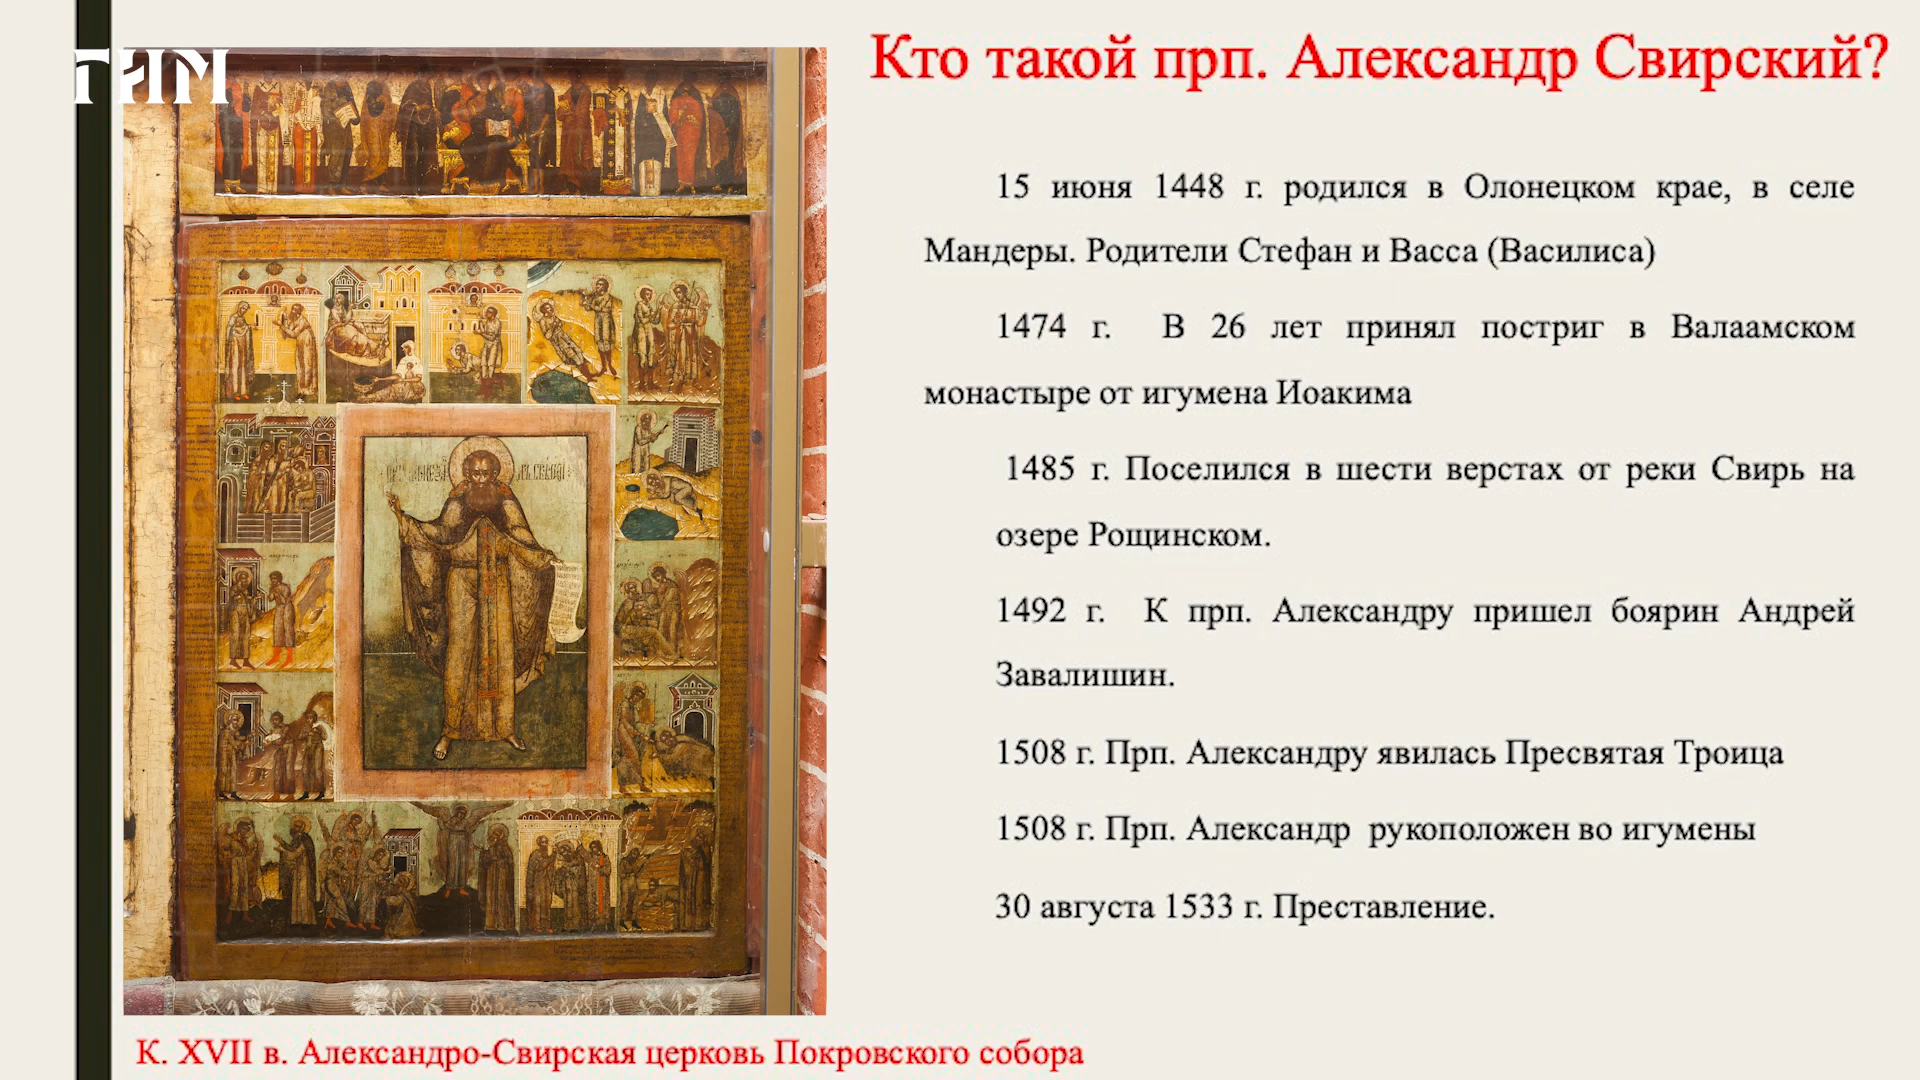 ГИМ
Кто такой прп. Александр Свирский?
15 июня 1448 г. родился в Олонецком крае, в селе
Мандеры. Родители Стефан и Васса (Василиса)
1474 г. В 26 лет принял постриг в Валаамском
монастыре от игумена Иоакима
1485 г. Поселился в шести верстах от реки Свирь на
озере Рощинском.
1492 г. К прп. Александру пришел боярин Андрей
Завалишин.
1508 г. Прп. Александру явилась Пресвятая Троица
1508 г. Прп. Александр рукоположен во игумены
30 августа 1533 г. Преставление.
К. XVII в. Александро-Свирская церковь Покровского собора